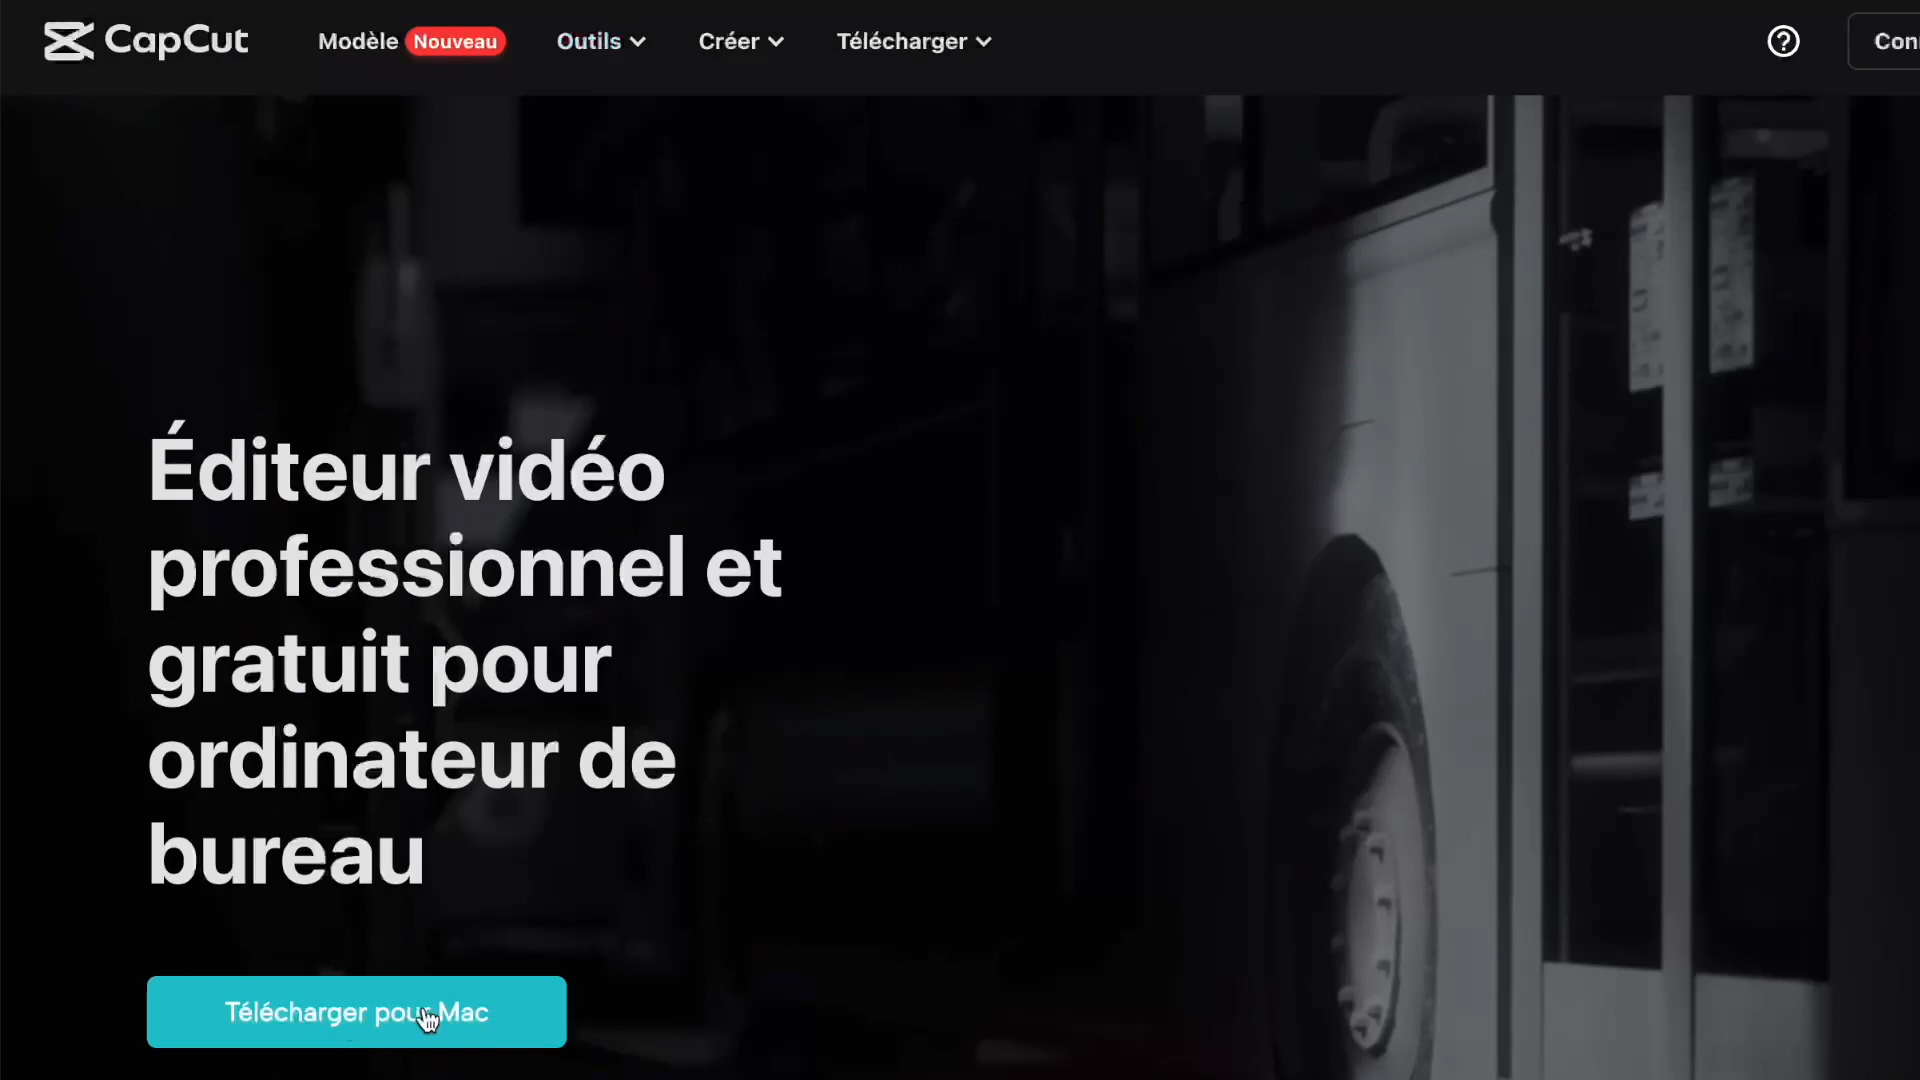 CapCut
Modèle Nouveau Outils Créer Télécharger
Éditeur vidéo
professionnel et
gratuit pour
ordinateur de
bureau
Télécharger pour Mac